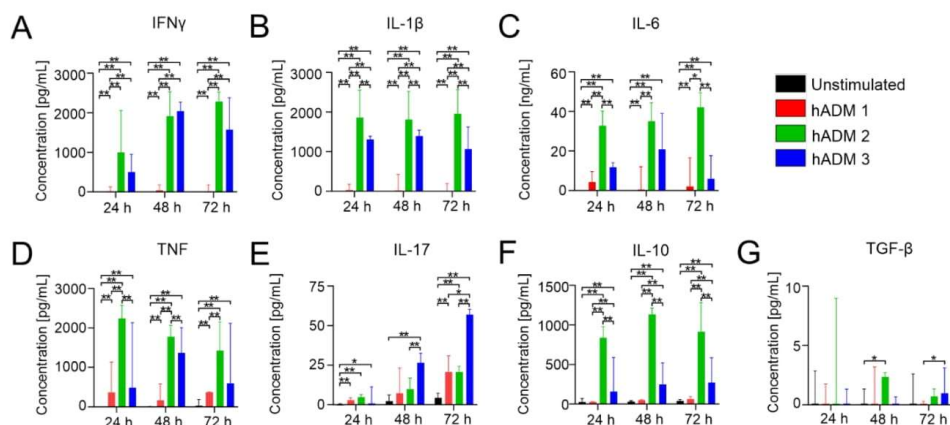 A
IFNγ
Concentration [pg/mL]
3000
2000
1000
0
24 h
48 h
72 h
B
IL-1β
Concentration [pg/mL]
3000
2000
1000
0
24 h
48 h
72 h
C
IL-6
Concentration [pg/mL]
60
40
20
0
24 h
48 h
72 h
Unstimulated
hADM 1
hADM 2
hADM 3
D
TNF
Concentration [pg/mL]
3000
2000
1000
0
24 h
48 h
72 h
E
IL-17
Concentration [pg/mL]
75
50
25
0
24 h
48 h
72 h
F
IL-10
Concentration [pg/mL]
1500
1000
500
0
24 h
48 h
72 h
G
TGF-β
Concentration [pg/mL]
10
5
0
24 h
48 h
72 h